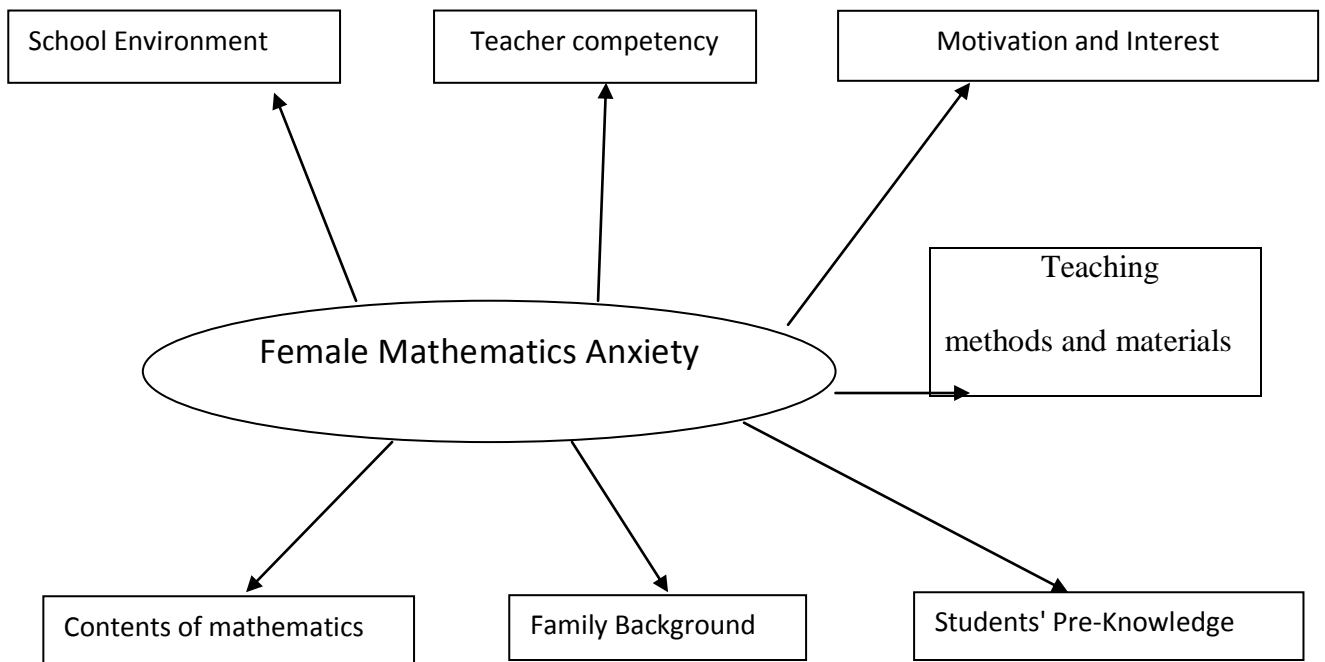 School Environment
Teacher competency
Motivation and Interest
Teaching
methods and materials
Female Mathematics Anxiety
Contents of mathematics
Family Background
Students' Pre-Knowledge